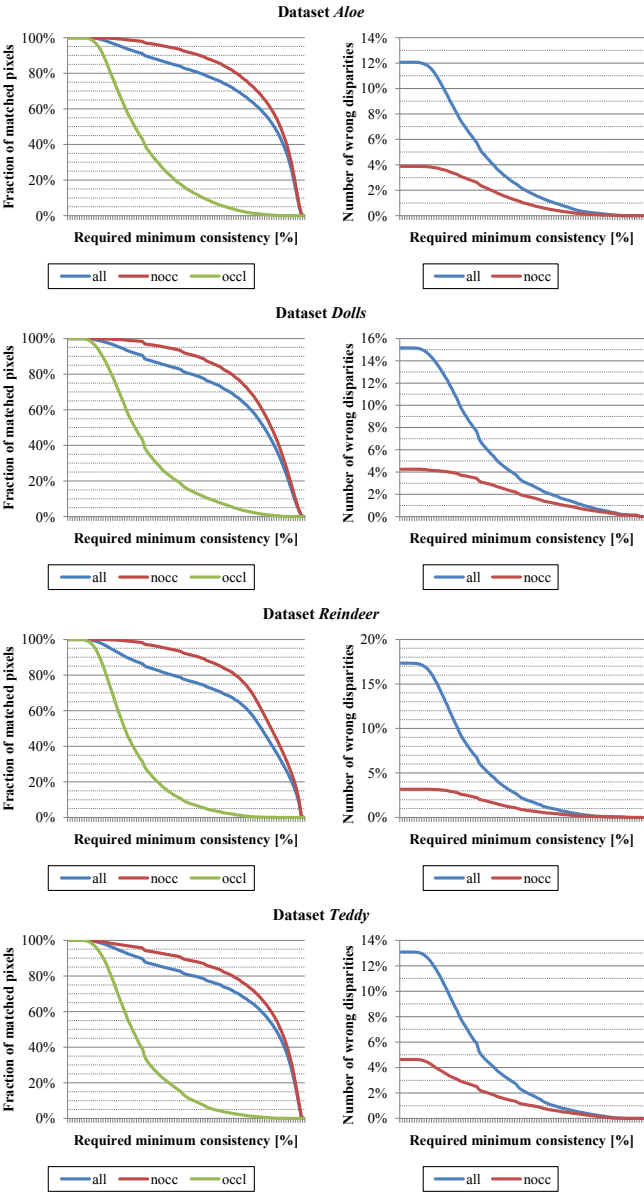 Dataset Aloe
Fraction of matched pixels
100%
80%
60%
40%
20%
0%
Required minimum consistency [%]
all nocc occl
Number of wrong disparities
14%
12%
10%
8%
6%
4%
2%
0%
Required minimum consistency [%]
all nocc
Dataset Dolls
Fraction of matched pixels
100%
80%
60%
40%
20%
0%
Required minimum consistency [%]
all nocc occl
Number of wrong disparities
16%
14%
12%
10%
8%
6%
4%
2%
0%
Required minimum consistency [%]
all nocc
Dataset Reindeer
Fraction of matched pixels
100%
80%
60%
40%
20%
0%
Required minimum consistency [%]
all nocc occl
Number of wrong disparities
20%
15%
10%
5%
0%
Required minimum consistency [%]
all nocc
Dataset Teddy
Fraction of matched pixels
100%
80%
60%
40%
20%
0%
Required minimum consistency [%]
all nocc occl
Number of wrong disparities
14%
12%
10%
8%
6%
4%
2%
0%
Required minimum consistency [%]
all nocc